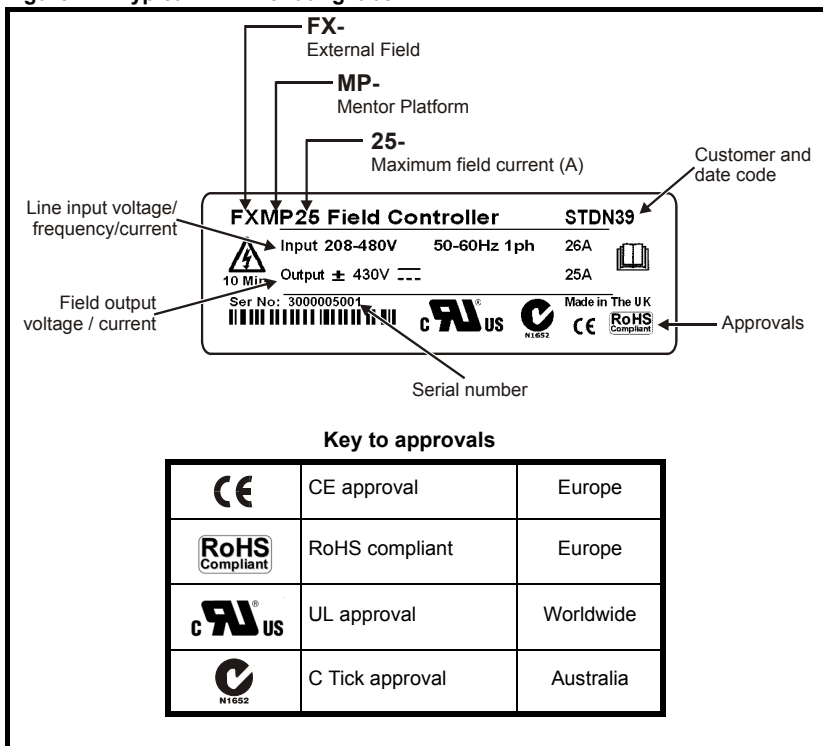 FX-
External Field
MP-
Mentor Platform
25-
Maximum field current (A)
Customer and
date code
Line input voltage/
frequency/current
FXMP25 Field Controller STDN39
Input 208-480V 50-60Hz 1ph 26A
10 Min
Output ± 430V 25A
Field output
voltage / current
Ser No: 3000005001 Made in The UK
C US N1652 CE RoHS Compliant
Approvals
Serial number
Key to approvals
CE CE approval Europe
RoHS
Compliant RoHS compliant Europe
C US UL approval Worldwide
N1652 C Tick approval Australia